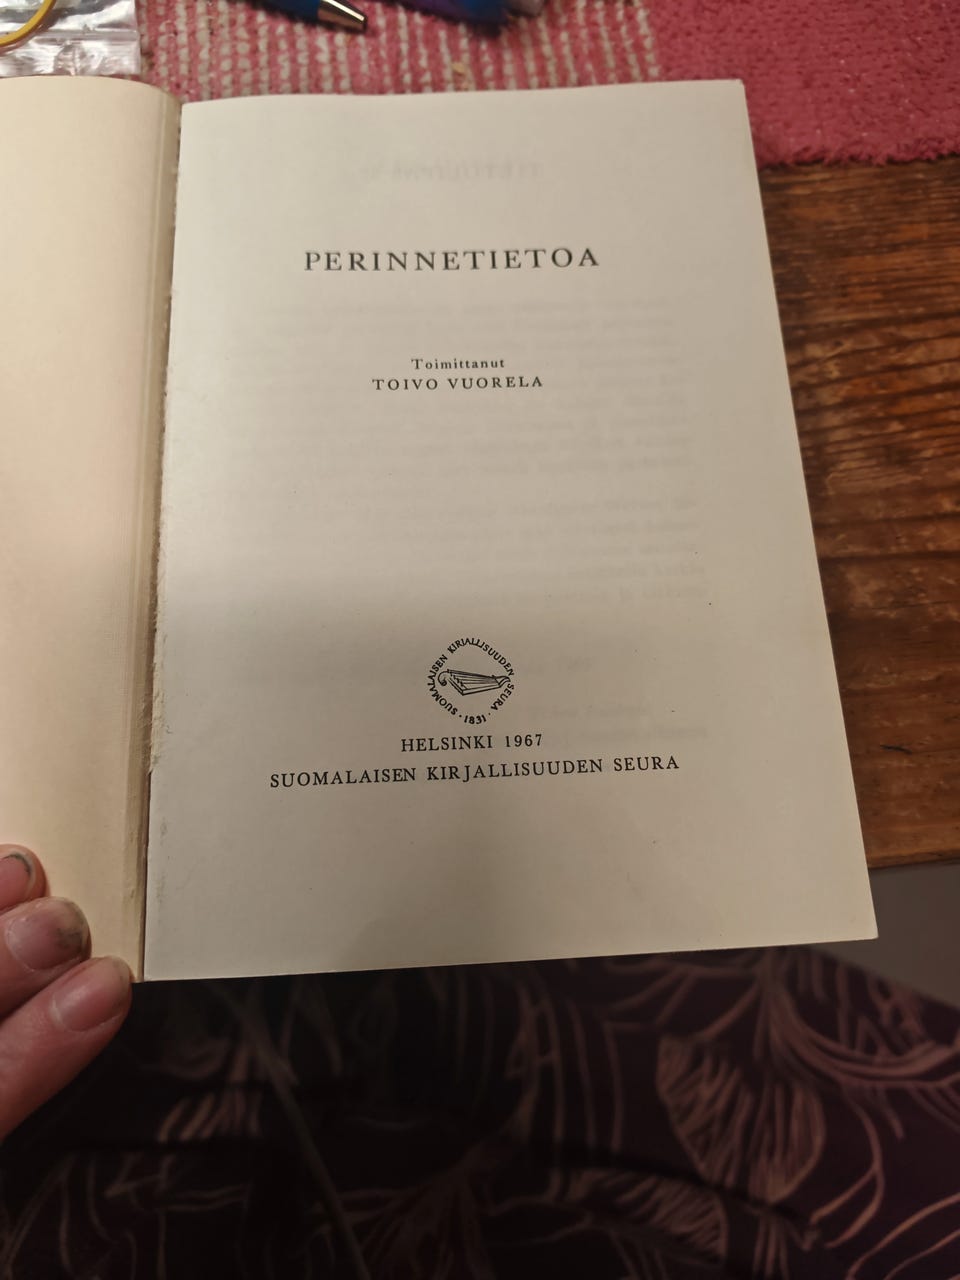 PERINNETIETOA
Toimittanut
TOIVO VUORELA
SUOMALAISEN KIRJALLISUUDEN SEURA
· 1831 ·
HELSINKI 1967
SUOMALAISEN KIRJALLISUUDEN SEURA